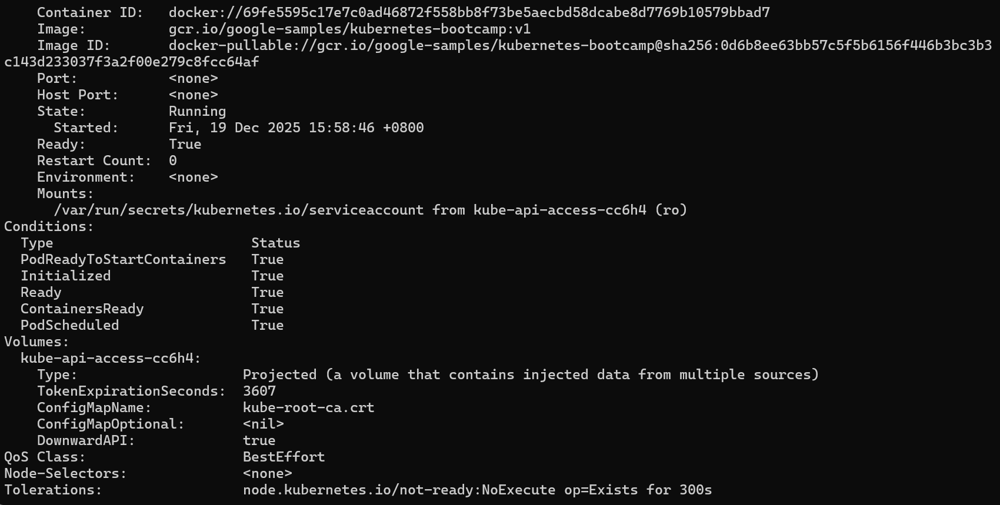 Container ID:   docker://69fe5595c17e7c0ad46872f558bb8f73be5aecbd58dcabe8d7769b10579bbad7
Image:          gcr.io/google-samples/kubernetes-bootcamp:v1
Image ID:       docker-pullable://gcr.io/google-samples/kubernetes-bootcamp@sha256:0d6b8ee63bb57c5f5b6156f446b3bc3b3
c143d233037f3a2f00e279c8fcc64af
Port:           <none>
Host Port:      <none>
State:          Running
Started:      Fri, 19 Dec 2025 15:58:46 +0800
Ready:          True
Restart Count:  0
Environment:    <none>
Mounts:
/var/run/secrets/kubernetes.io/serviceaccount from kube-api-access-cc6h4 (ro)
Conditions:
Type                        Status
PodReadyToStartContainers   True
Initialized                 True
Ready                       True
ContainersReady             True
PodScheduled                True
Volumes:
kube-api-access-cc6h4:
Type:                    Projected (a volume that contains injected data from multiple sources)
TokenExpirationSeconds:  3607
ConfigMapName:           kube-root-ca.crt
ConfigMapOptional:       <nil>
DownwardAPI:             true
QoS Class:                   BestEffort
Node-Selectors:              <none>
Tolerations:                 node.kubernetes.io/not-ready:NoExecute op=Exists for 300s